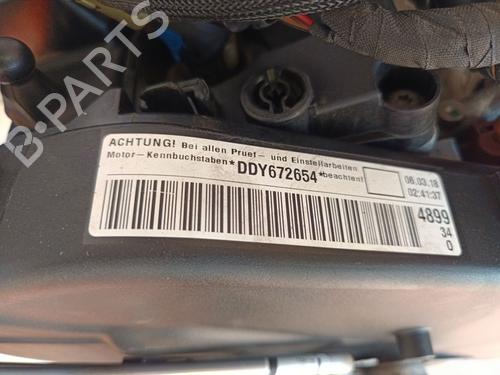 ACHTUNG! Bei allen Pruef- und Einstellarbeiten
Motor-Kennbuchstaben*DDY672654*beachten!
06.03.18
02:41:37
4899
34
0
B-PARTS